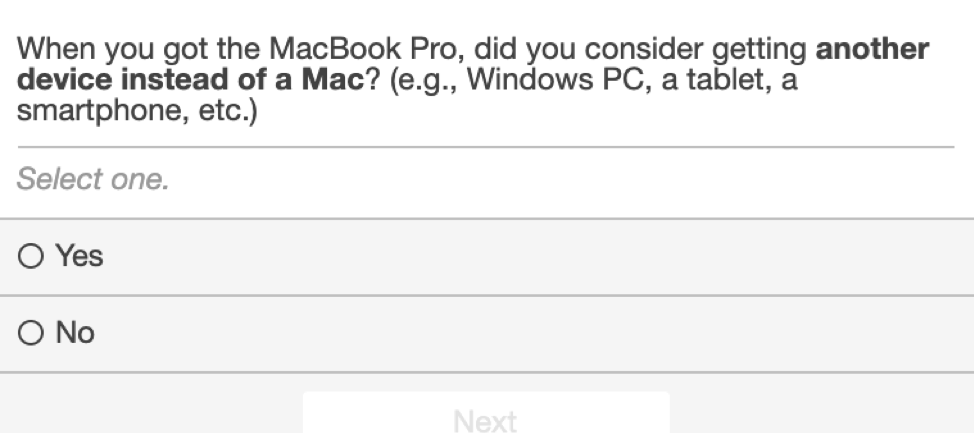 When you got the MacBook Pro, did you consider getting another
device instead of a Mac? (e.g., Windows PC, a tablet, a
smartphone, etc.)
Select one.
Yes
No
Next